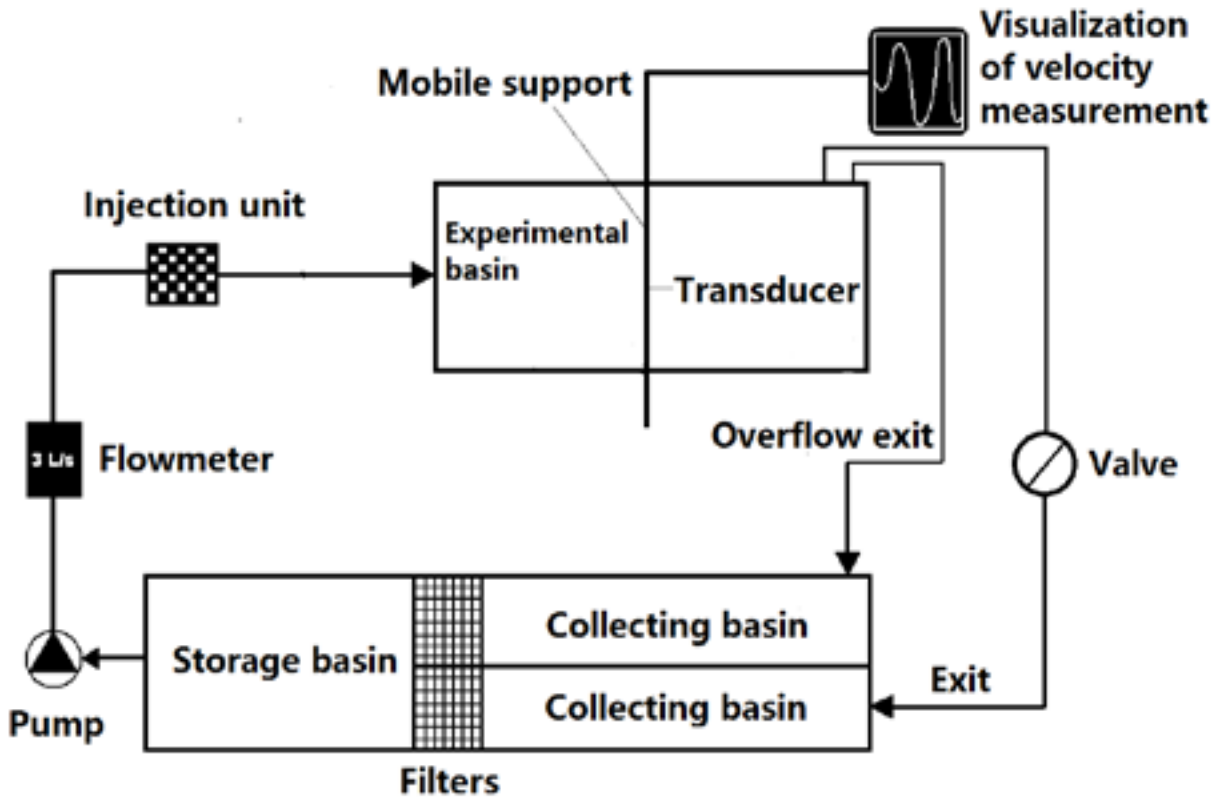 Visualization
of velocity
measurement
Mobile support
Injection unit
Experimental
basin
Transducer
Overflow exit
3 L/s
Flowmeter
Valve
Collecting basin
Storage basin
Collecting basin
Exit
Pump
Filters